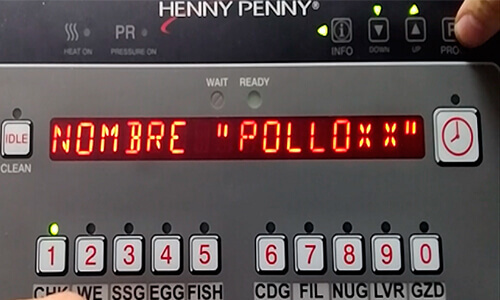 HENNY PENNY®
HEAT ON
PR
PRESSURE ON
INFO
DOWN
UP
WAIT
READY
IDLE
CLEAN
NOMBRE "POLLOxx"
1 2 3 4 5 6 7 8 9 0
CHK WE SSG EGG FISH CDG FIL NUG LVR GZD